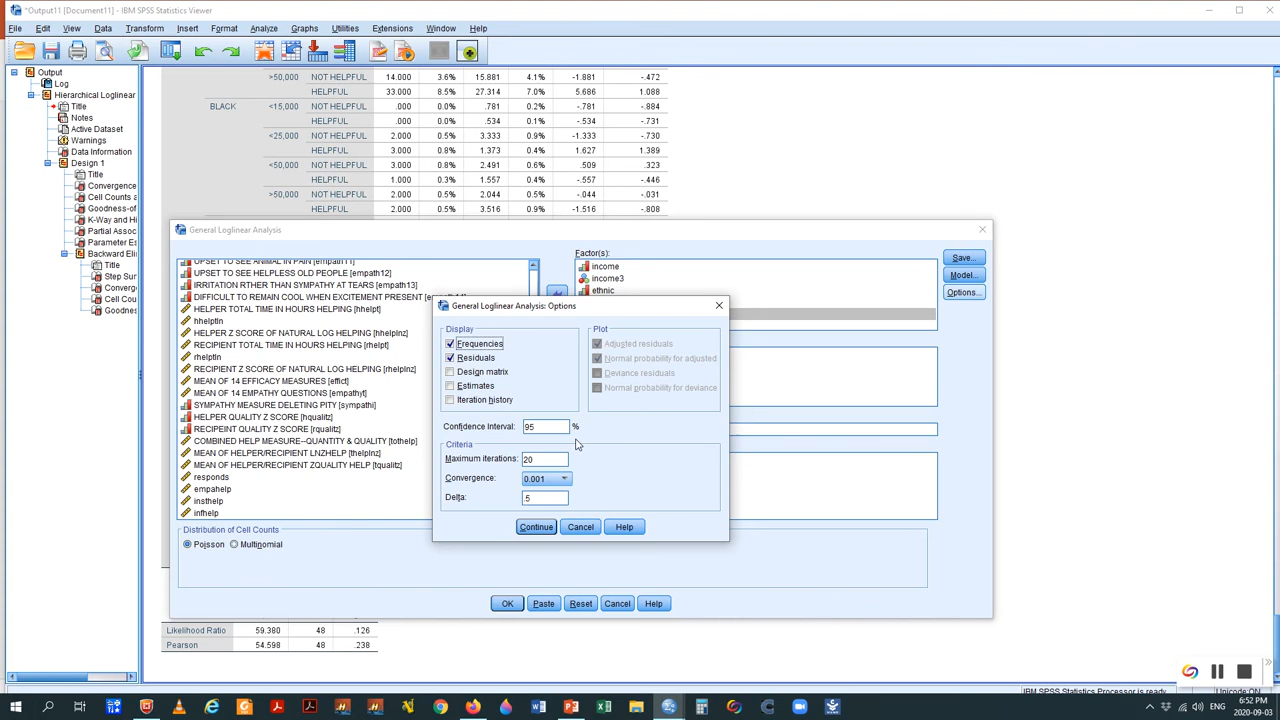 *Output11 [Document11] - IBM SPSS Statistics Viewer
File Edit View Data Transform Insert Format Analyze Graphs Utilities Extensions Window Help
Output
Log
Hierarchical Loglinear
Title
Notes
Active Dataset
Warnings
Data Information
Design 1
Title
Convergence
Cell Counts a
Goodness-of
K-Way and Hi
Partial Assoc
Parameter Es
Backward Eli
Title
Step Sum
Converg
Cell Cou
Goodnes
>50,000 NOT HELPFUL 14.000 3.6% 15.881 4.1% -1.881 -.472
HELPFUL 33.000 8.5% 27.314 7.0% 5.686 1.088
BLACK <15,000 NOT HELPFUL .000 0.0% .781 0.2% -.781 -.884
HELPFUL .000 0.0% .534 0.1% -.534 -.731
<25,000 NOT HELPFUL 2.000 0.5% 3.333 0.9% -1.333 -.730
HELPFUL 3.000 0.8% 1.373 0.4% 1.627 1.389
<50,000 NOT HELPFUL 3.000 0.8% 2.491 0.6% .509 .323
HELPFUL 1.000 0.3% 1.557 0.4% -.557 -.446
>50,000 NOT HELPFUL 2.000 0.5% 2.044 0.5% -.044 -.031
HELPFUL 2.000 0.5% 3.516 0.9% -1.516 -.808
General Loglinear Analysis
UPSET TO SEE ANIMAL IN PAIN [empath11]
UPSET TO SEE HELPLESS OLD PEOPLE [empath12]
IRRITATION RTHER THAN SYMPATHY AT TEARS [empath13]
DIFFICULT TO REMAIN COOL WHEN EXCITEMENT PRESENT [empath14]
HELPER TOTAL TIME IN HOURS HELPING [hhelpt]
hhelptln
HELPER Z SCORE OF NATURAL LOG HELPING [hhelplnz]
RECIPIENT TOTAL TIME IN HOURS HELPING [rhelpt]
rhelptln
RECIPIENT Z SCORE OF NATURAL LOG HELPING [rhelplnz]
MEAN OF 14 EFFICACY MEASURES [effict]
MEAN OF 14 EMPATHY QUESTIONS [empathyt]
SYMPATHY MEASURE DELETING PITY [sympathi]
HELPER QUALITY Z SCORE [hqualitz]
RECIPEINT QUALITY Z SCORE [rqualitz]
COMBINED HELP MEASURE--QUANTITY & QUALITY [tothelp]
MEAN OF HELPER/RECIPIENT LNZHELP [thelplnz]
MEAN OF HELPER/RECIPIENT ZQUALITY HELP [tqualitz]
responds
empahelp
insthelp
infhelp
Factor(s):
income
income3
ethnic
Save...
Model...
Options...
General Loglinear Analysis: Options
Display
Frequencies
Residuals
Design matrix
Estimates
Iteration history
Plot
Adjusted residuals
Normal probability for adjusted
Deviance residuals
Normal probability for deviance
Confidence Interval: 95 %
Criteria
Maximum iterations: 20
Convergence: 0.001
Delta: .5
Continue Cancel Help
Distribution of Cell Counts
Poisson Multinomial
OK Paste Reset Cancel Help
Likelihood Ratio 59.380 48 .126
Pearson 54.598 48 .238
IBM SPSS Statistics Processor is ready
Unicode:ON
ENG
6:52 PM
2020-09-03